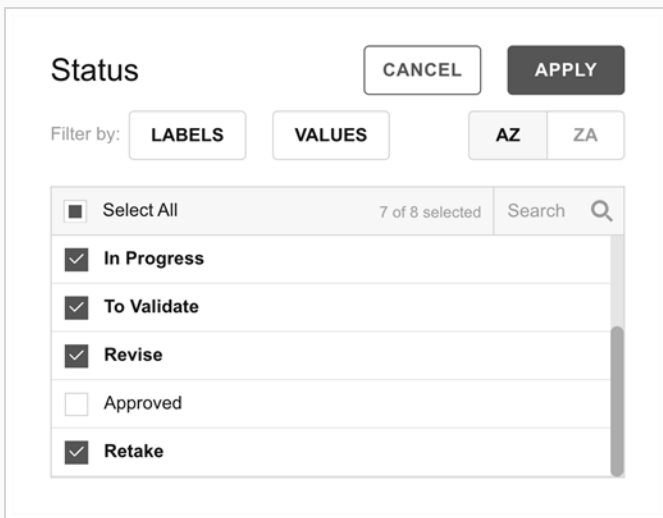 Status CANCEL APPLY
Filter by: LABELS VALUES AZ ZA
Select All 7 of 8 selected Search
In Progress
To Validate
Revise
Approved
Retake